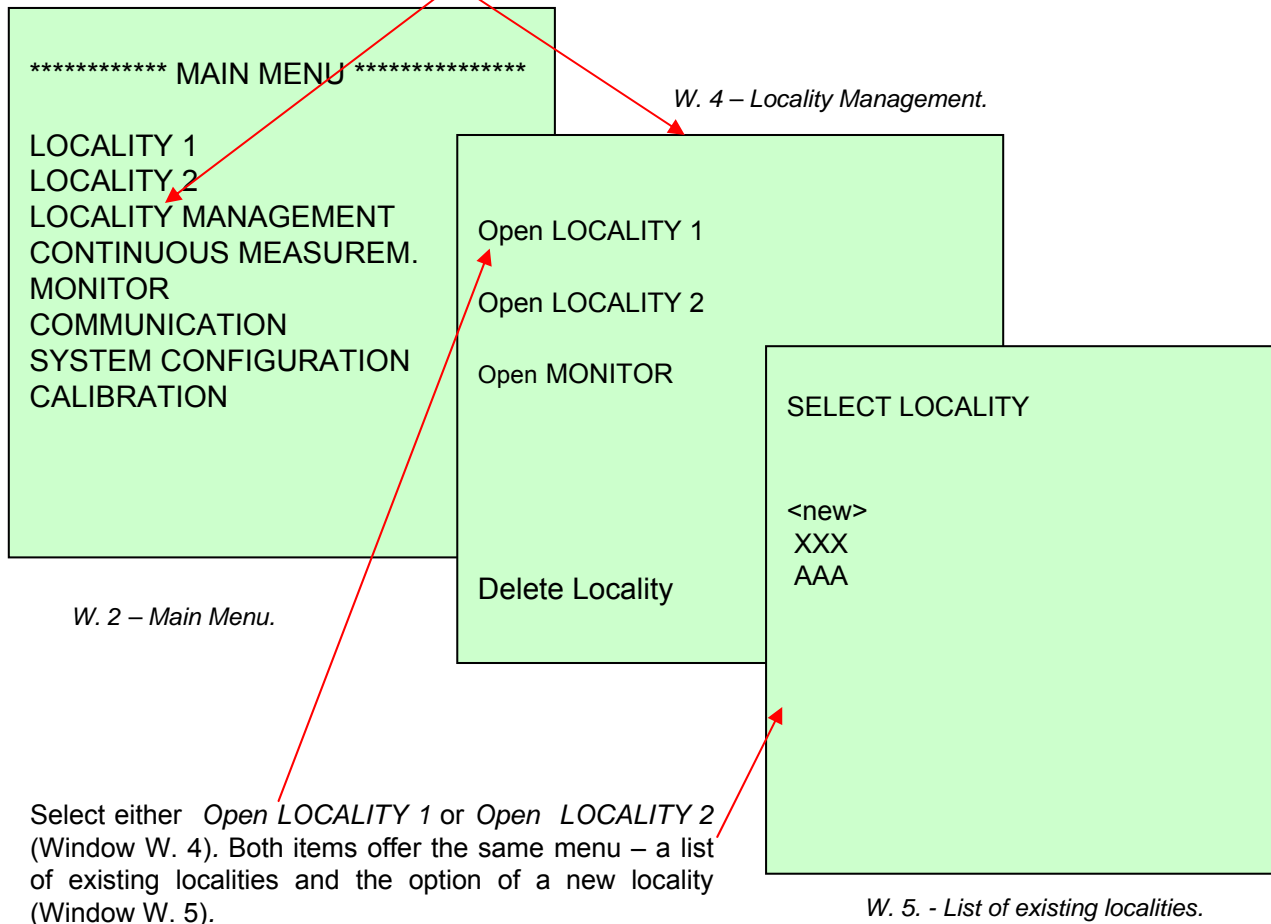 ************ MAIN MENU ***************
LOCALITY 1
LOCALITY 2
LOCALITY MANAGEMENT
CONTINUOUS MEASUREM.
MONITOR
COMMUNICATION
SYSTEM CONFIGURATION
CALIBRATION
W. 2 – Main Menu.
W. 4 – Locality Management.
Open LOCALITY 1
Open LOCALITY 2
Open MONITOR
Delete Locality
SELECT LOCALITY
<new>
XXX
AAA
W. 5. - List of existing localities.
Select either Open LOCALITY 1 or Open LOCALITY 2
(Window W. 4). Both items offer the same menu – a list
of existing localities and the option of a new locality
(Window W. 5).